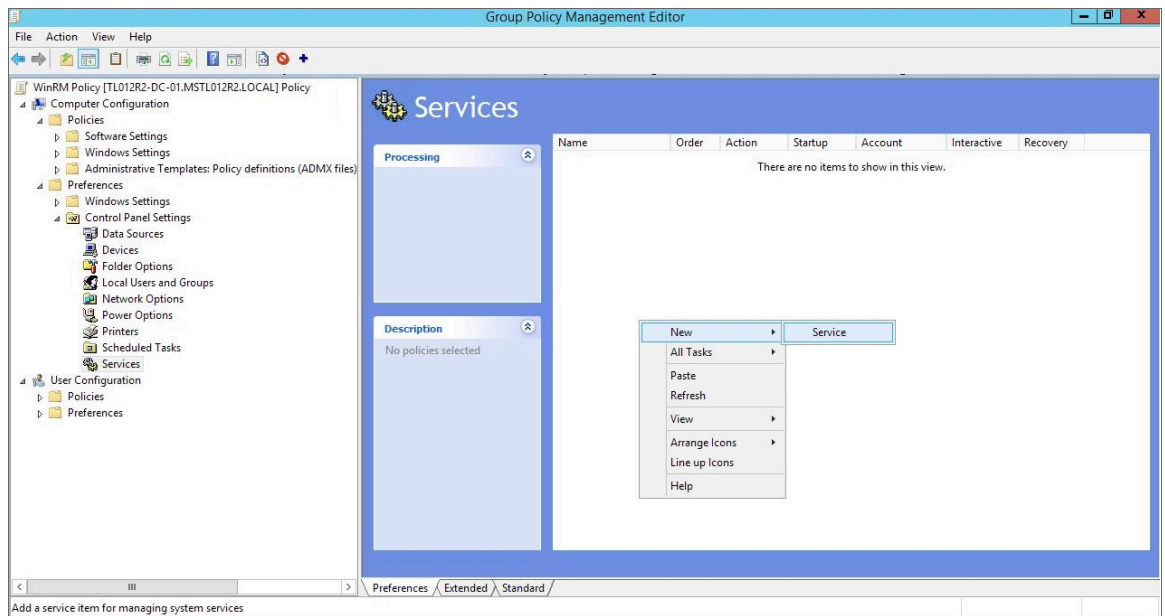 Group Policy Management Editor
File Action View Help
WinRM Policy [TL012R2-DC-01.MSTL012R2.LOCAL] Policy
Computer Configuration
Policies
Software Settings
Windows Settings
Administrative Templates: Policy definitions (ADMX files)
Preferences
Windows Settings
Control Panel Settings
Data Sources
Devices
Folder Options
Local Users and Groups
Network Options
Power Options
Printers
Scheduled Tasks
Services
User Configuration
Policies
Preferences
Services
Processing
Description
No policies selected
Name Order Action Startup Account Interactive Recovery
There are no items to show in this view.
New Service
All Tasks
Paste
Refresh
View
Arrange Icons
Line up Icons
Help
Preferences Extended Standard
Add a service item for managing system services